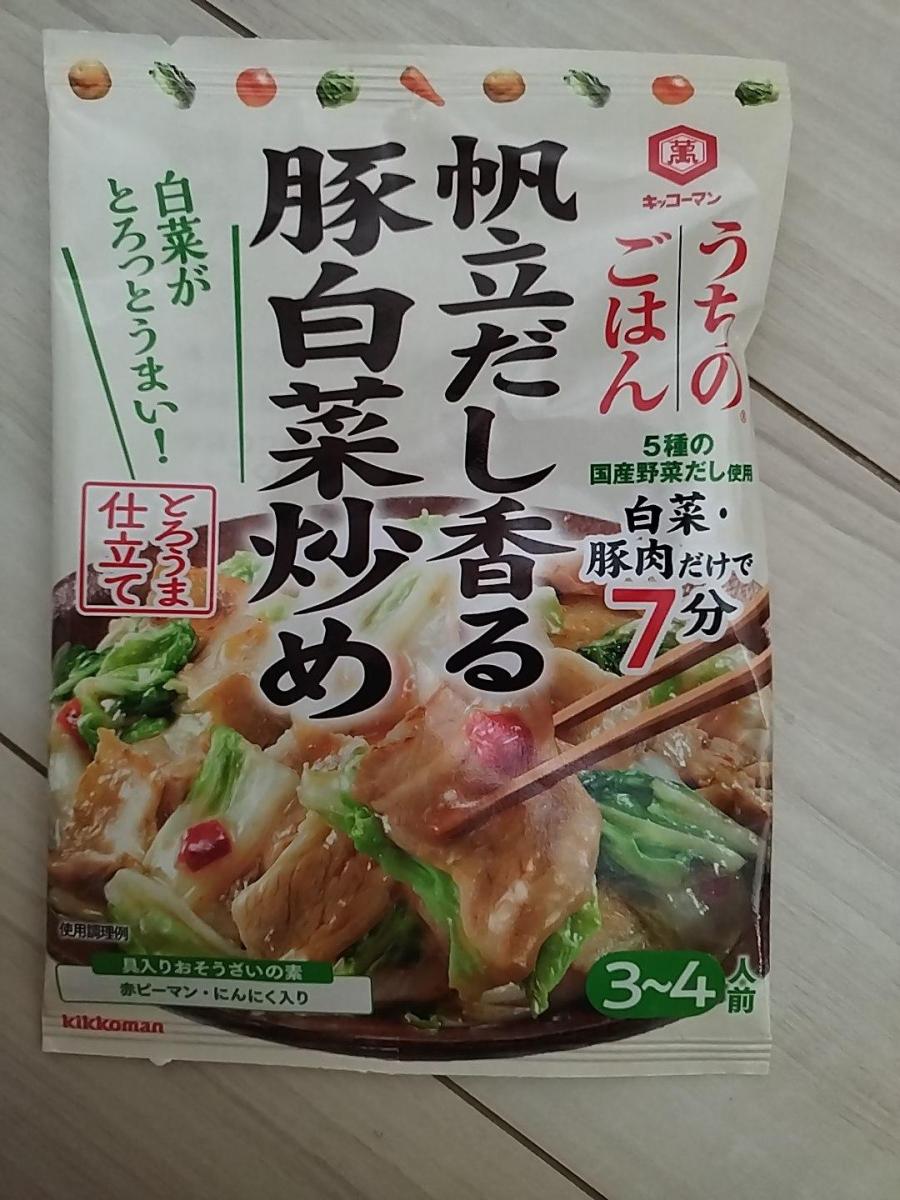 萬
キッコーマン
うちの
ごはん
5種の
国産野菜だし使用
白菜・
豚肉だけで
7分
帆立だし香る
豚白菜炒め
白菜が
とろっとうまい!
とろうま
仕立て
使用調理例
具入りおそうざいの素
赤ピーマン・にんにく入り
3~4人前
kikkoman